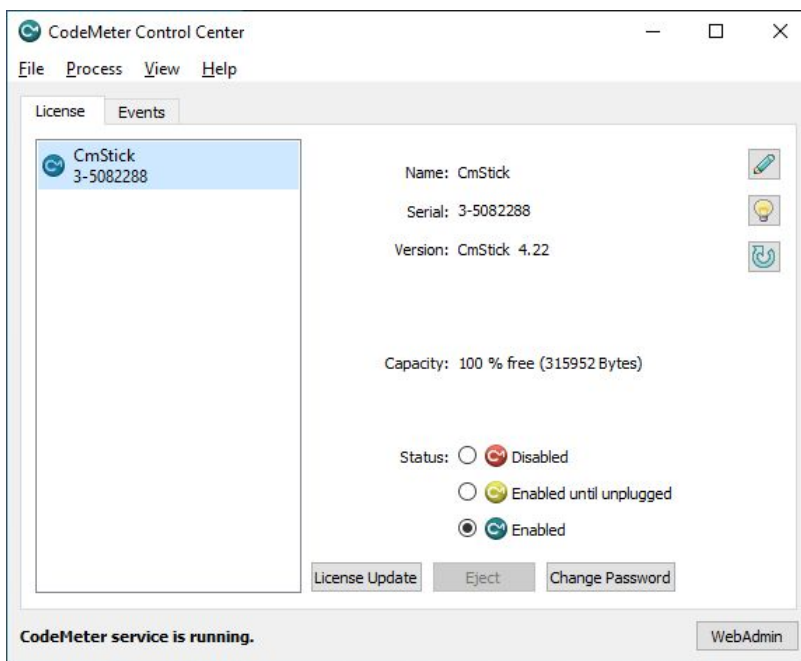 CodeMeter Control Center
File Process View Help
License Events
CmStick
3-5082288
Name: CmStick
Serial: 3-5082288
Version: CmStick 4.22
Capacity: 100 % free (315952 Bytes)
Status: Disabled
Enabled until unplugged
Enabled
License Update Eject Change Password
CodeMeter service is running. WebAdmin